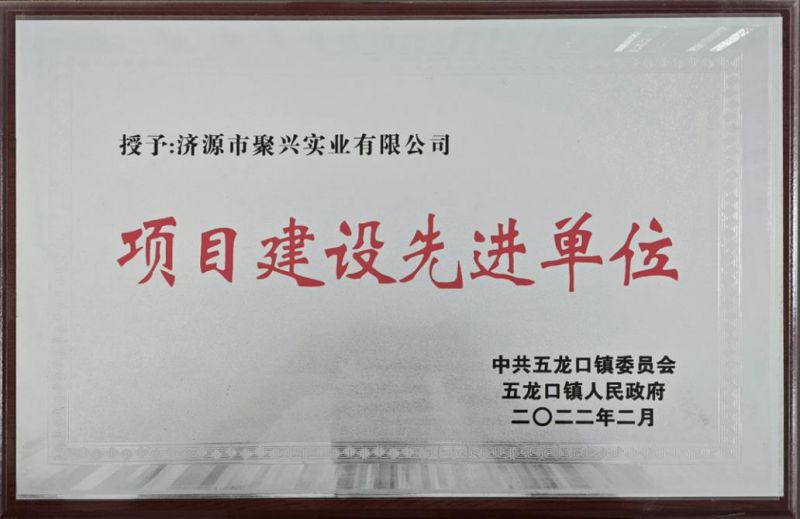 授予:济源市聚兴实业有限公司
项目建设先进单位
中共五龙口镇委员会
五龙口镇人民政府
二〇二二年二月